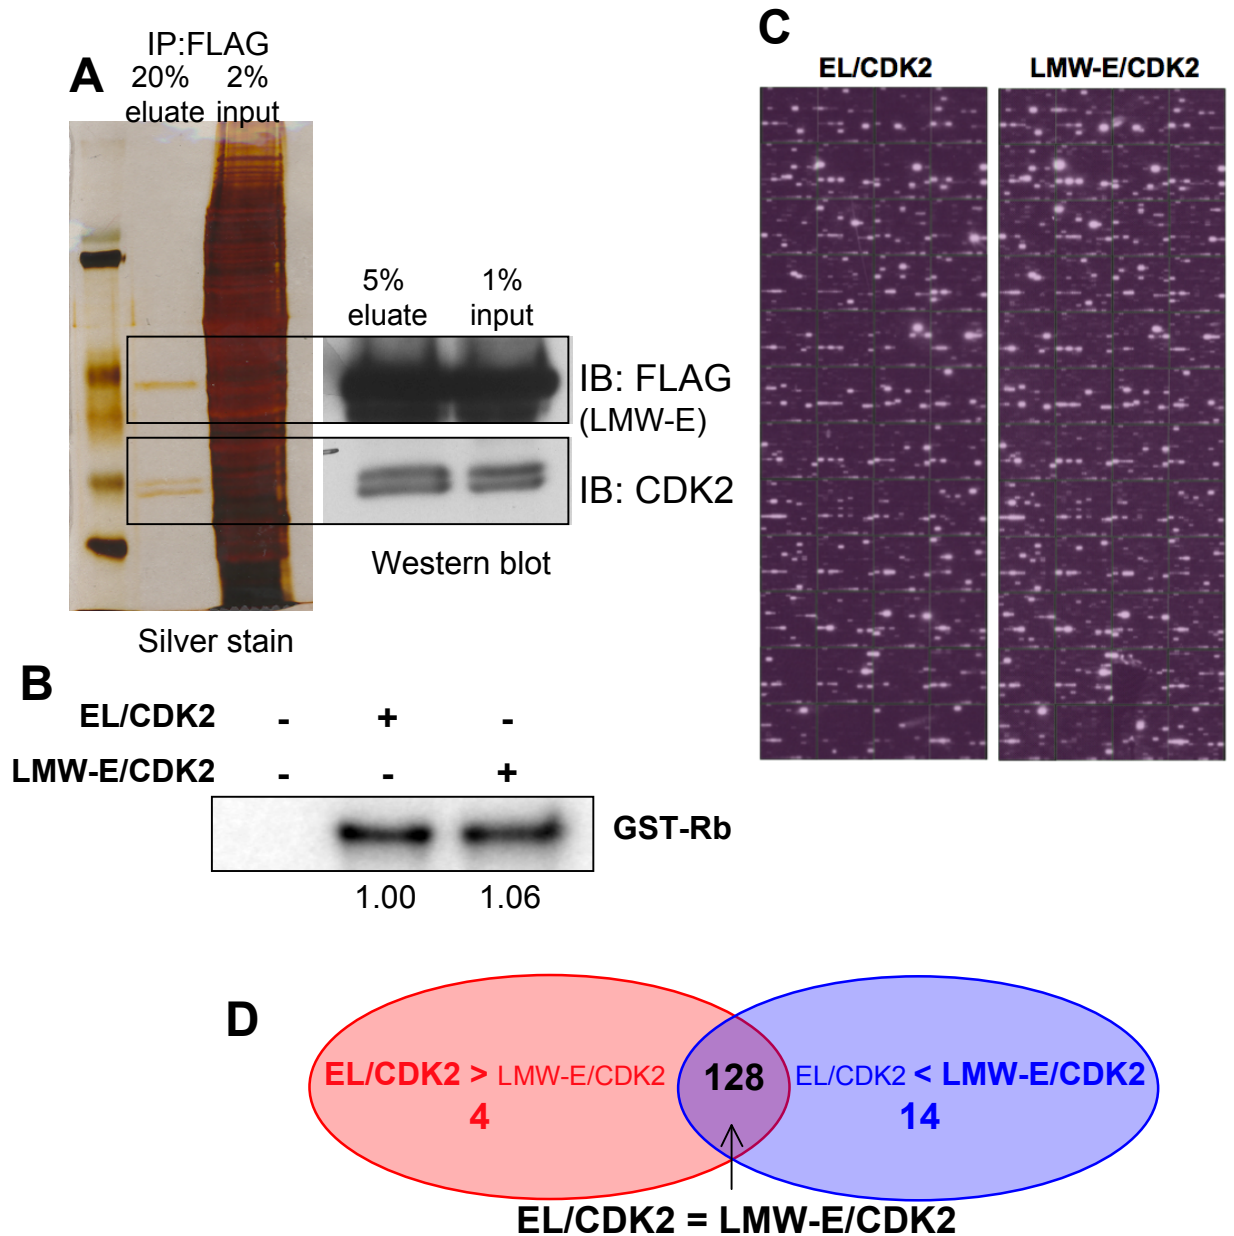 A
IP:FLAG
20% 2%
eluate input
5% 1%
eluate input
IB: FLAG
(LMW-E)
IB: CDK2
Western blot
Silver stain
B
EL/CDK2 - + -
LMW-E/CDK2 - - +
GST-Rb
1.00 1.06
C
EL/CDK2 LMW-E/CDK2
D
EL/CDK2 > LMW-E/CDK2 128 EL/CDK2 < LMW-E/CDK2
4 14
EL/CDK2 = LMW-E/CDK2